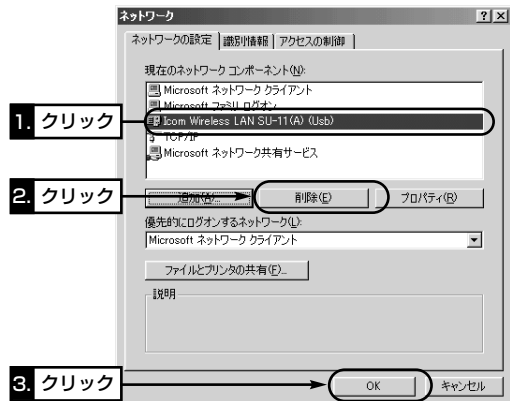 ネットワーク
? ×
ネットワークの設定 識別情報 アクセスの制御
現在のネットワーク コンポーネント(N):
Microsoft ネットワーク クライアント
Microsoft ファミリ ログオン
1. クリック
Icom Wireless LAN SU-11(A) (Usb)
TCP/IP
Microsoft ネットワーク共有サービス
2. クリック
追加(A)... 削除(E) プロパティ(R)
優先的にログオンするネットワーク(L):
Microsoft ネットワーク クライアント
ファイルとプリンタの共有(F)...
説明
3. クリック
OK キャンセル